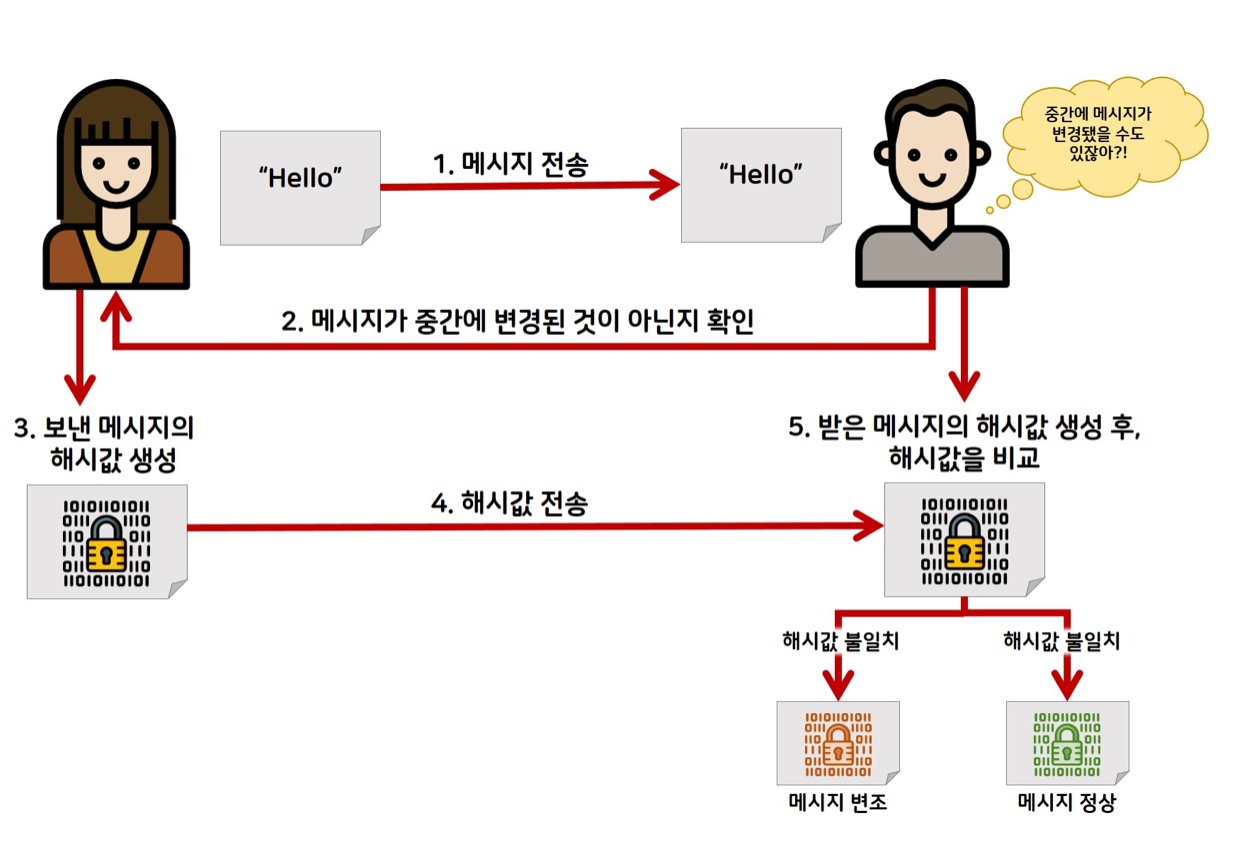 중간에 메시지가
변경됐을 수도
있잖아?!
“Hello”
1. 메시지 전송
“Hello”
2. 메시지가 중간에 변경된 것이 아닌지 확인
3. 보낸 메시지의
해시값 생성
5. 받은 메시지의 해시값 생성 후,
해시값을 비교
4. 해시값 전송
해시값 불일치
해시값 불일치
메시지 변조
메시지 정상